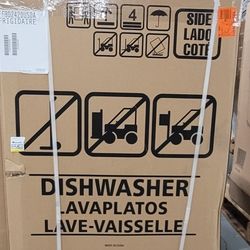 FRIGIDAIRE
4
SIDE
LADO
COTÉ
DISHWASHER
LAVAPLATOS
LAVE-VAISSELLE